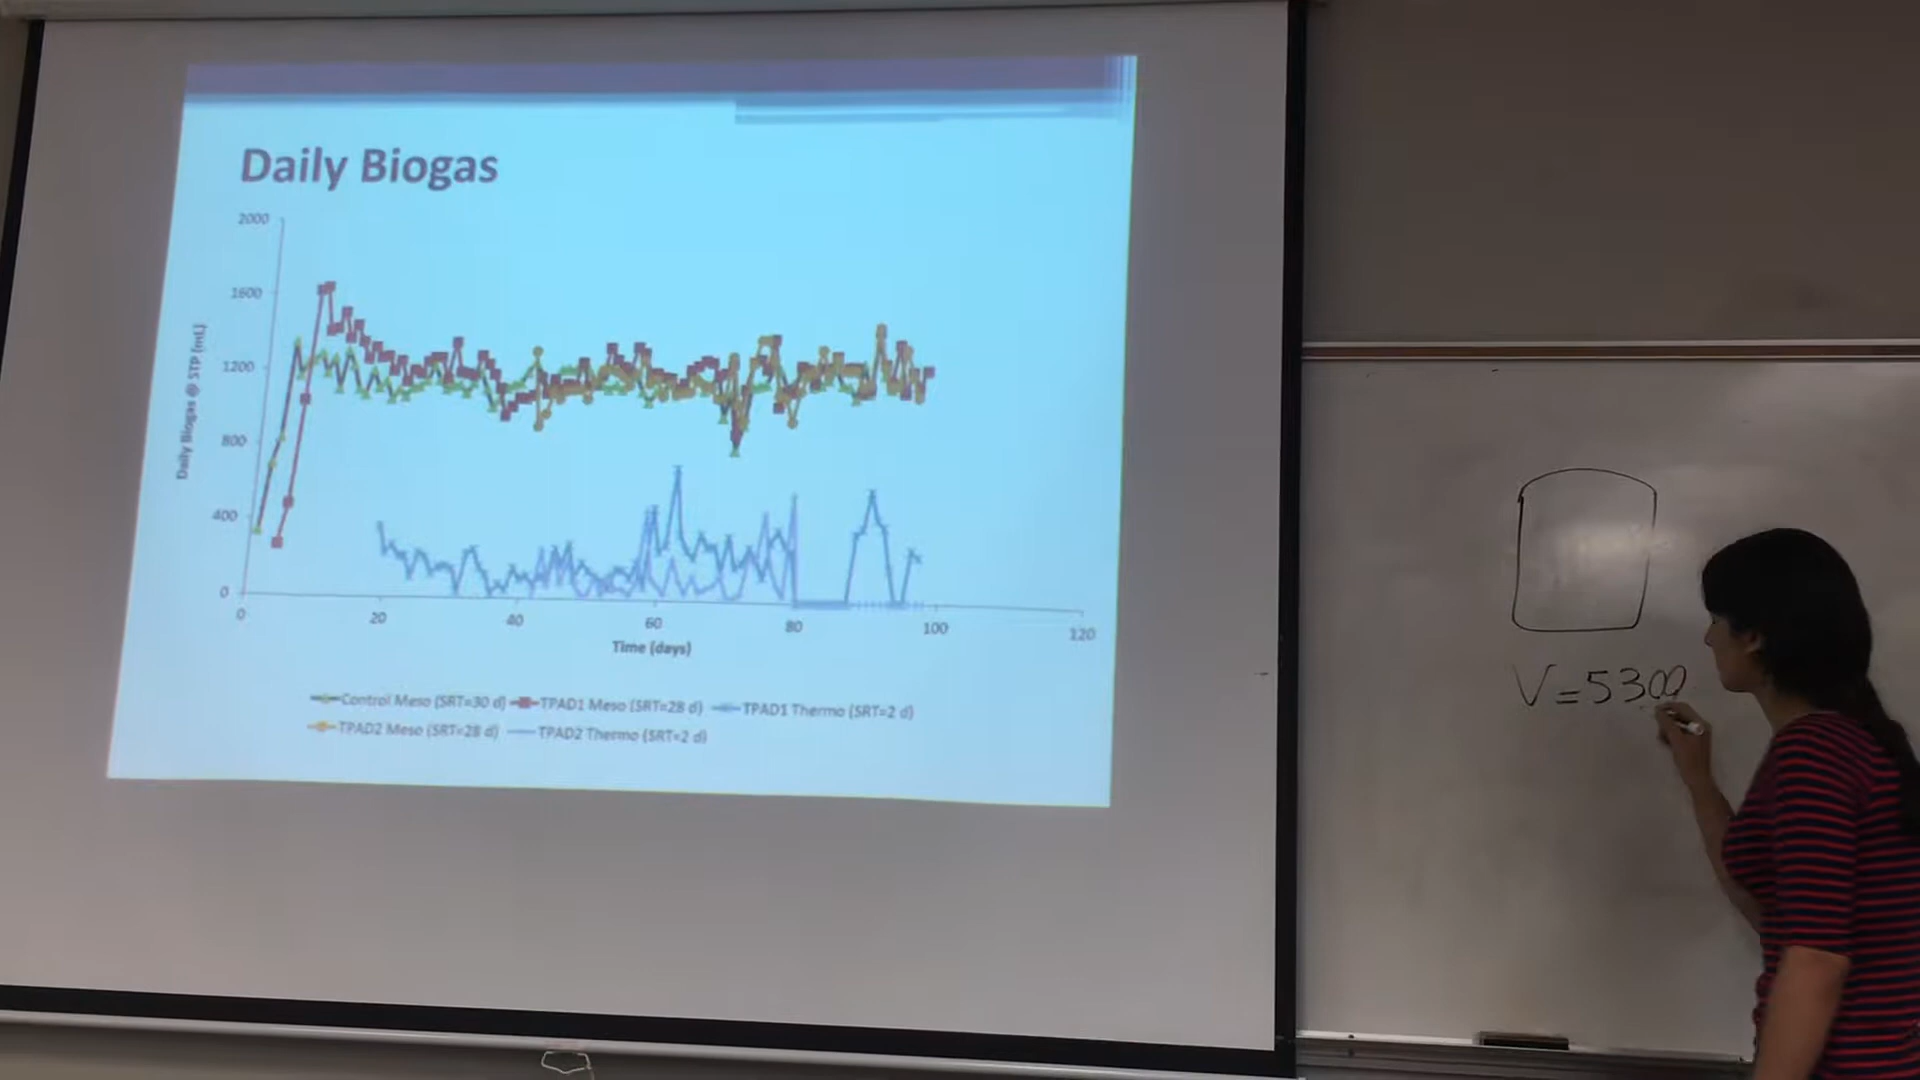 Daily Biogas
2000
1600
1200
800
400
0
Daily Biogas @ STP (mL)
0 20 40 60 80 100 120
Time (days)
Control Meso (SRT=30 d) TPAD1 Meso (SRT=28 d) TPAD1 Thermo (SRT=2 d)
TPAD2 Meso (SRT=28 d) TPAD2 Thermo (SRT=2 d)
V=5300